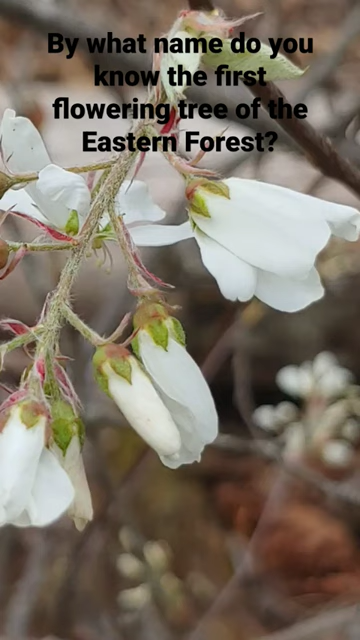 By what name do you
know the first
flowering tree of the
Eastern Forest?